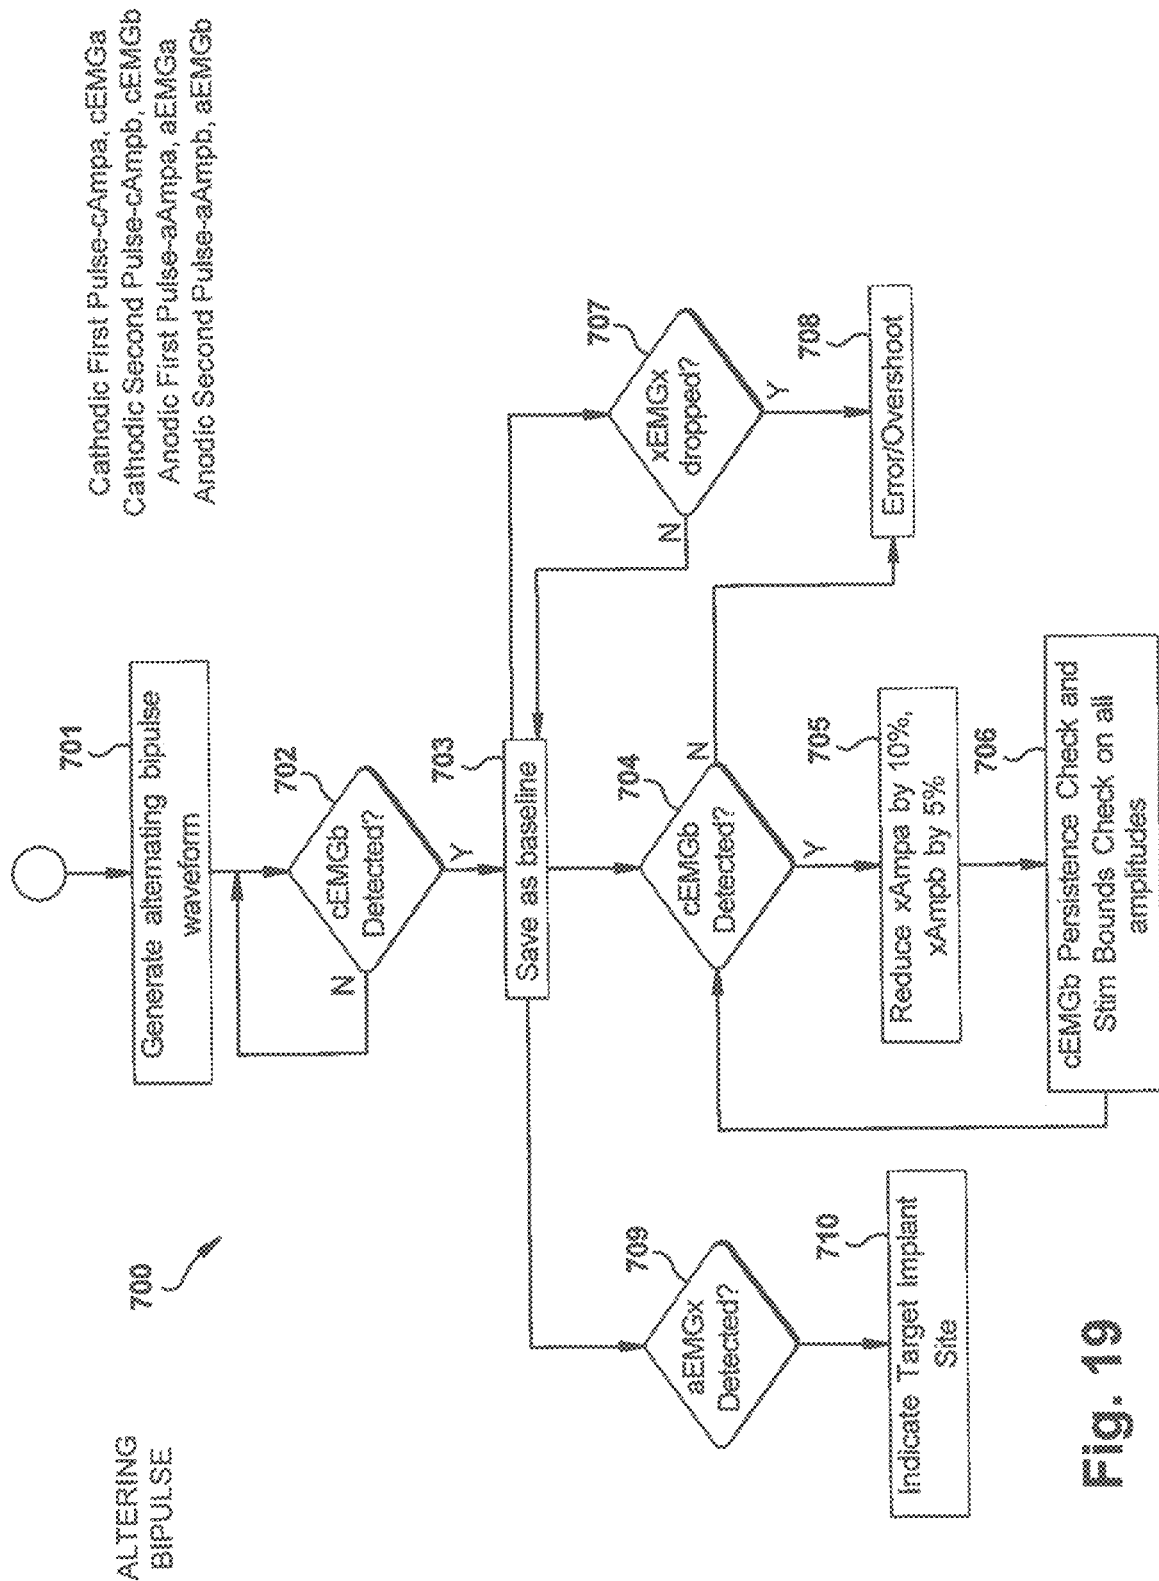 ALTERING
BIPULSE
700
Cathodic First Pulse-cAmpa, cEMGa
Cathodic Second Pulse-cAmpb, cEMGb
Anodic First Pulse-aAmpa, aEMGa
Anodic Second Pulse-aAmpb, aEMGb
701
Generate alternating bipulse
waveform
702
cEMGb
Detected?
N
Y
703
Save as baseline
704
cEMGb
Detected?
N
Y
705
Reduce xAmpa by 10%,
xAmpb by 5%
706
cEMGb Persistence Check and
Stim Bounds Check on all
amplitudes
707
xEMGx
dropped?
N
Y
708
Error/Overshoot
709
aEMGx
Detected?
710
Indicate Target Implant
Site
Fig. 19